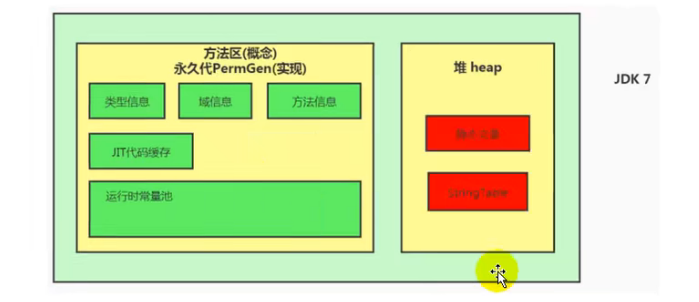 方法区(概念)
永久代PermGen(实现)
类型信息
域信息
方法信息
JIT代码缓存
运行时常量池
堆 heap
静态变量
StringTable
JDK 7